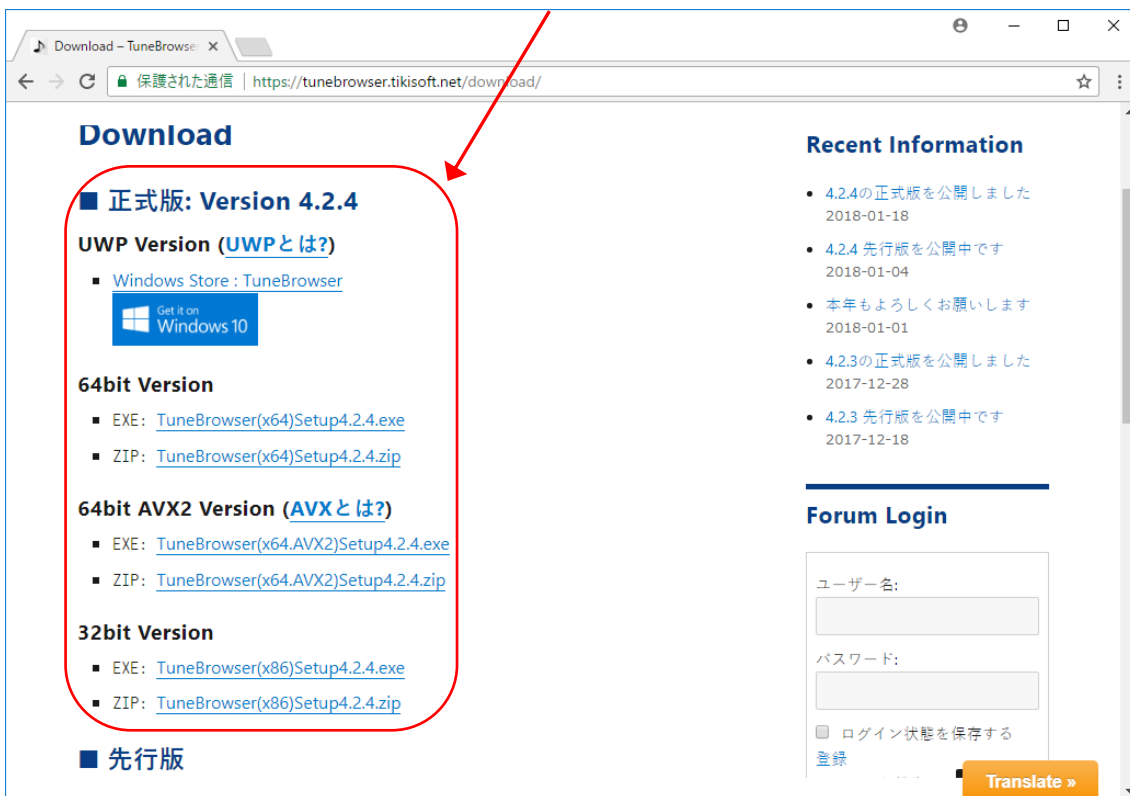 Download – TuneBrowse
保護された通信 | https://tunebrowser.tikisoft.net/download/
Download
■ 正式版: Version 4.2.4
UWP Version (UWPとは?)
Windows Store : TuneBrowser
Get it on
Windows 10
64bit Version
EXE: TuneBrowser(x64)Setup4.2.4.exe
ZIP: TuneBrowser(x64)Setup4.2.4.zip
64bit AVX2 Version (AVXとは?)
EXE: TuneBrowser(x64.AVX2)Setup4.2.4.exe
ZIP: TuneBrowser(x64.AVX2)Setup4.2.4.zip
32bit Version
EXE: TuneBrowser(x86)Setup4.2.4.exe
ZIP: TuneBrowser(x86)Setup4.2.4.zip
■ 先行版
Recent Information
4.2.4の正式版を公開しました
2018-01-18
4.2.4 先行版を公開中です
2018-01-04
本年もよろしくお願いします
2018-01-01
4.2.3の正式版を公開しました
2017-12-28
4.2.3 先行版を公開中です
2017-12-18
Forum Login
ユーザー名:
パスワード:
ログイン状態を保存する
登録
Translate »